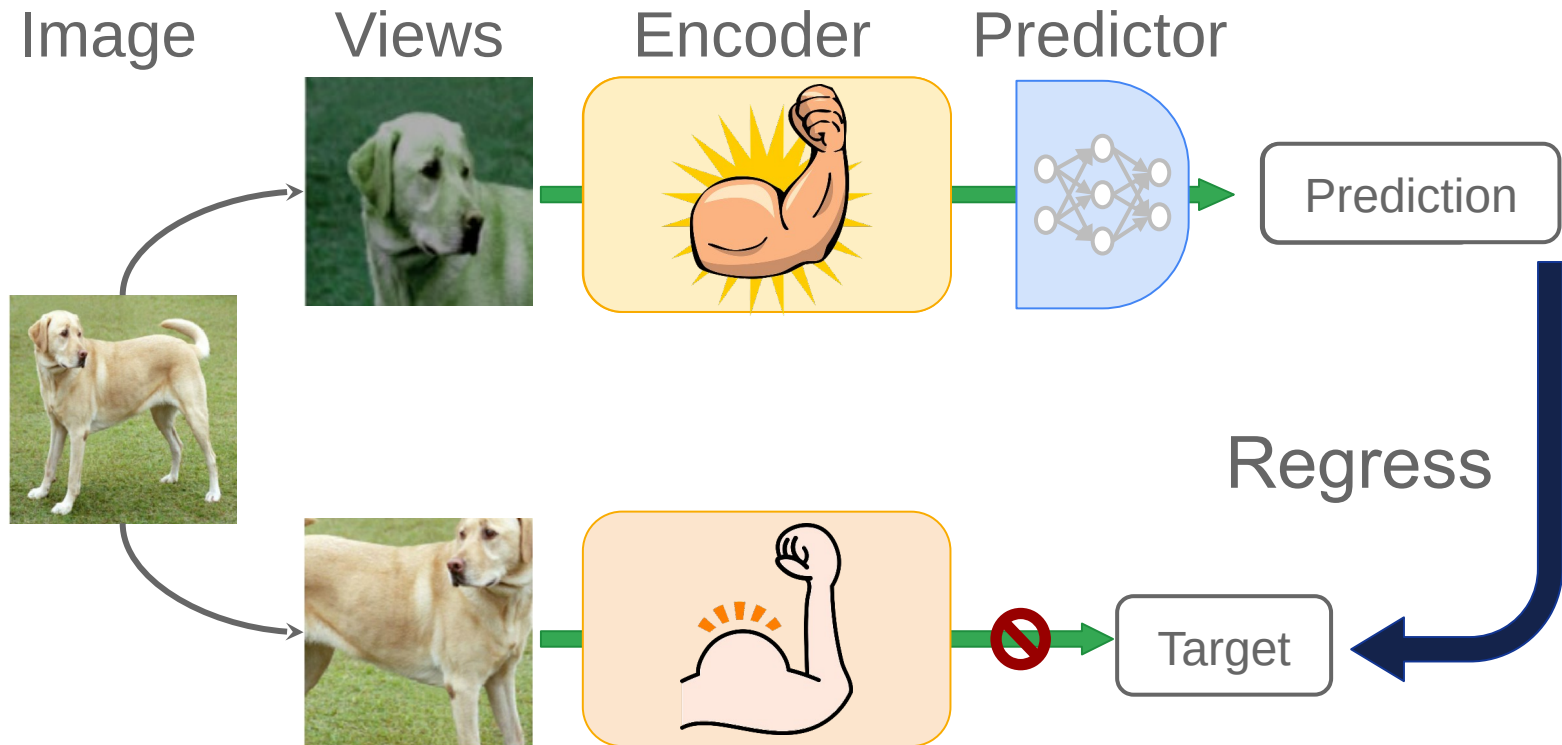 Image
Views
Encoder
Predictor
Prediction
Regress
Target